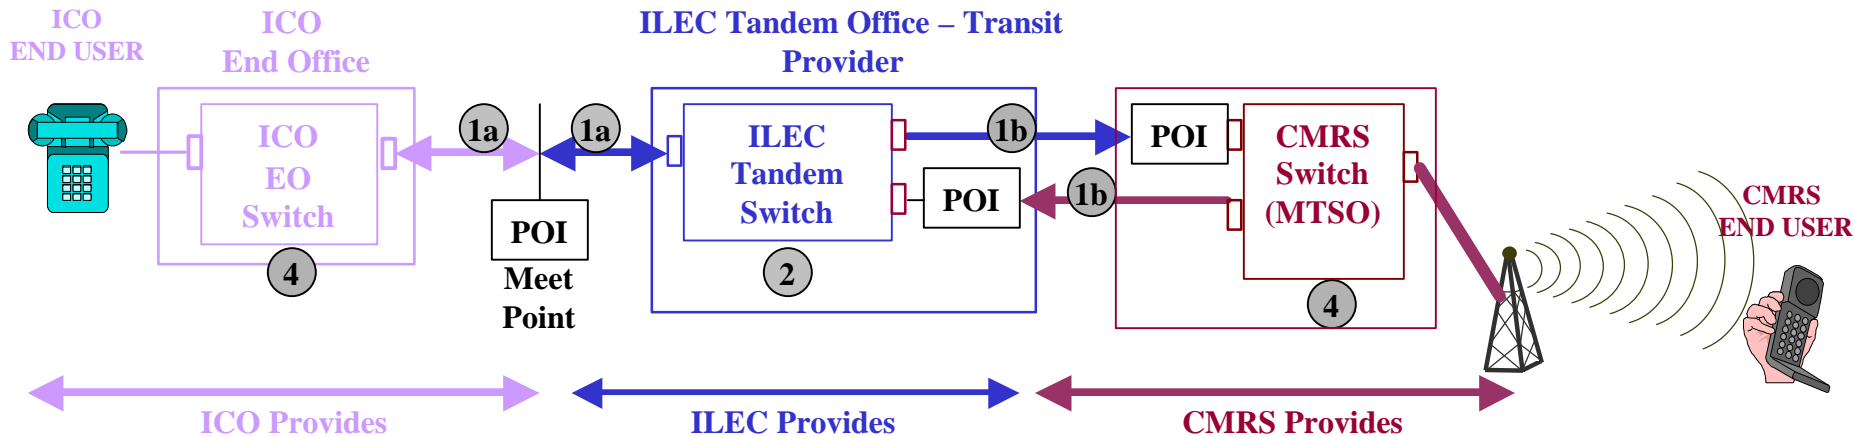 ICO
END USER
ICO
End Office
ILEC Tandem Office – Transit
Provider
ICO
EO
Switch
4
1a
POI
Meet
Point
1a
ILEC
Tandem
Switch
2
1b
POI
1b
POI
CMRS
Switch
(MTSO)
4
CMRS
END USER
ICO Provides
ILEC Provides
CMRS Provides